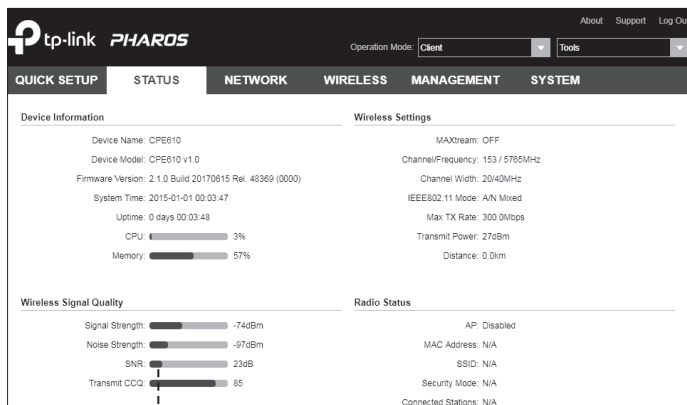 About Support Log Ou
tp-link PHAROS
Operation Mode: Client Tools
QUICK SETUP STATUS NETWORK WIRELESS MANAGEMENT SYSTEM
Device Information
Device Name: CPE610
Device Model: CPE610 v1.0
Firmware Version: 2.1.0 Build 20170615 Rel. 48369 (0000)
System Time: 2015-01-01 00:03:47
Uptime: 0 days 00:03:48
CPU: 3%
Memory: 57%
Wireless Settings
MAXtream: OFF
Channel/Frequency: 153 / 5765MHz
Channel Width: 20/40MHz
IEEE802.11 Mode: A/N Mixed
Max TX Rate: 300.0Mbps
Transmit Power: 27dBm
Distance: 0.0km
Wireless Signal Quality
Signal Strength: -74dBm
Noise Strength: -97dBm
SNR: 23dB
Transmit CCQ: 85
Radio Status
AP: Disabled
MAC Address: N/A
SSID: N/A
Security Mode: N/A
Connected Stations: N/A